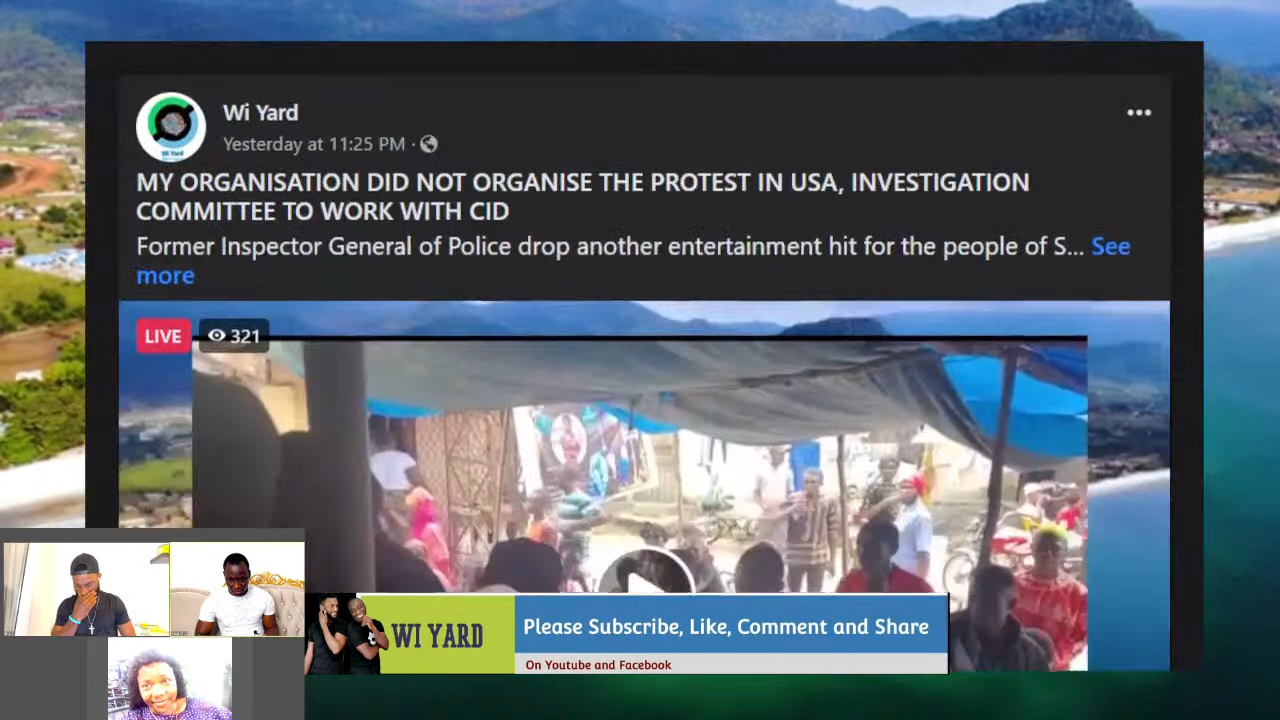 Wi Yard
Yesterday at 11:25 PM ·
MY ORGANISATION DID NOT ORGANISE THE PROTEST IN USA, INVESTIGATION
COMMITTEE TO WORK WITH CID
Former Inspector General of Police drop another entertainment hit for the people of S... See
more
LIVE
321
WI YARD
Please Subscribe, Like, Comment and Share
On Youtube and Facebook